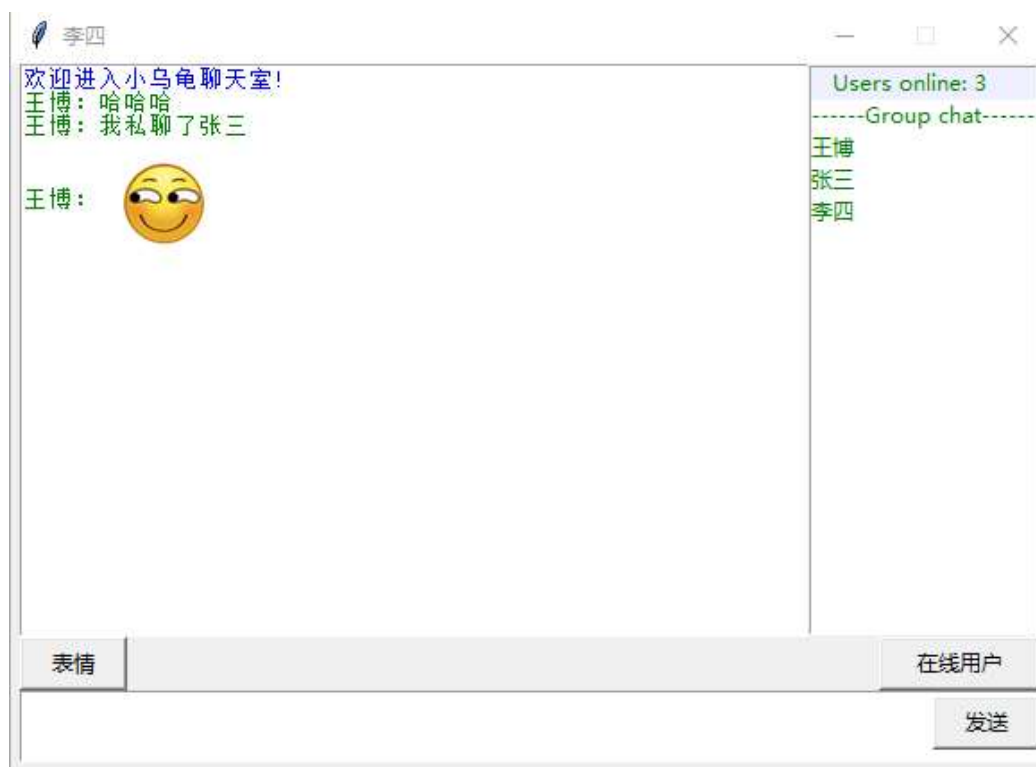 李四
欢迎进入小乌龟聊天室!
王博：哈哈哈
王博：我私聊了张三
王博：
Users online: 3
------Group chat------
王博
张三
李四
表情
在线用户
发送